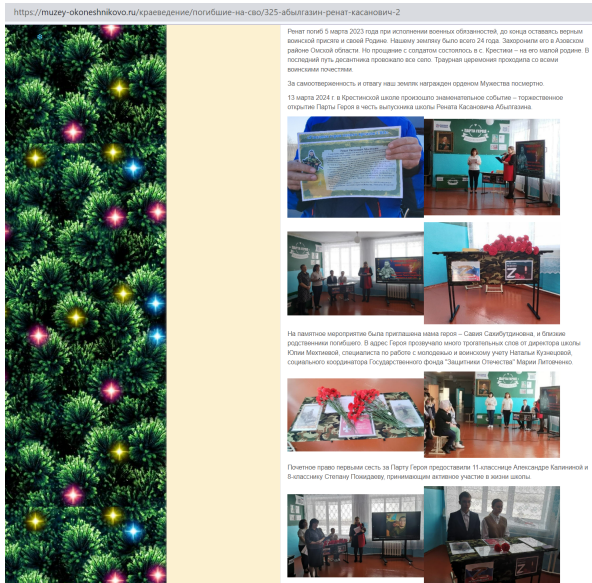 https://muzey-okoneshnikovo.ru/краеведение/погибшие-на-сво/325-абылгазин-ренат-касанович-2
Ренат погиб 5 марта 2023 года при исполнении военных обязанностей, до конца оставаясь верным
воинской присяге и своей Родине. Нашему земляку было всего 24 года. Захоронили его в Азовском
районе Омской области. Но прощание с солдатом состоялось в с. Крестики – на его малой родине. В
последний путь десантника провожало все село. Траурная церемония проходила со всеми
воинскими почестями.
За самоотверженность и отвагу наш земляк награжден орденом Мужества посмертно.
13 марта 2024 г. в Крестинской школе произошло знаменательное событие – торжественное
открытие Парты Героя в честь выпускника школы Рената Касановича Абылгазина.
ПАРТА ГЕРОЯ
Z
На памятное мероприятие была приглашена мама героя – Савия Сахибутдиновна, и близкие
родственники погибшего. В адрес Героя прозвучало много трогательных слов от директора школы
Юлии Мехтиевой, специалиста по работе с молодежью и воинскому учету Натальи Кузнецовой,
социального координатора Государственного фонда "Защитники Отечества" Марии Литовченко.
Почетное право первыми сесть за Парту Героя предоставили 11-класснице Александре Калининой и
8-класснику Степану Пожидаеву, принимающим активное участие в жизни школы.
Z